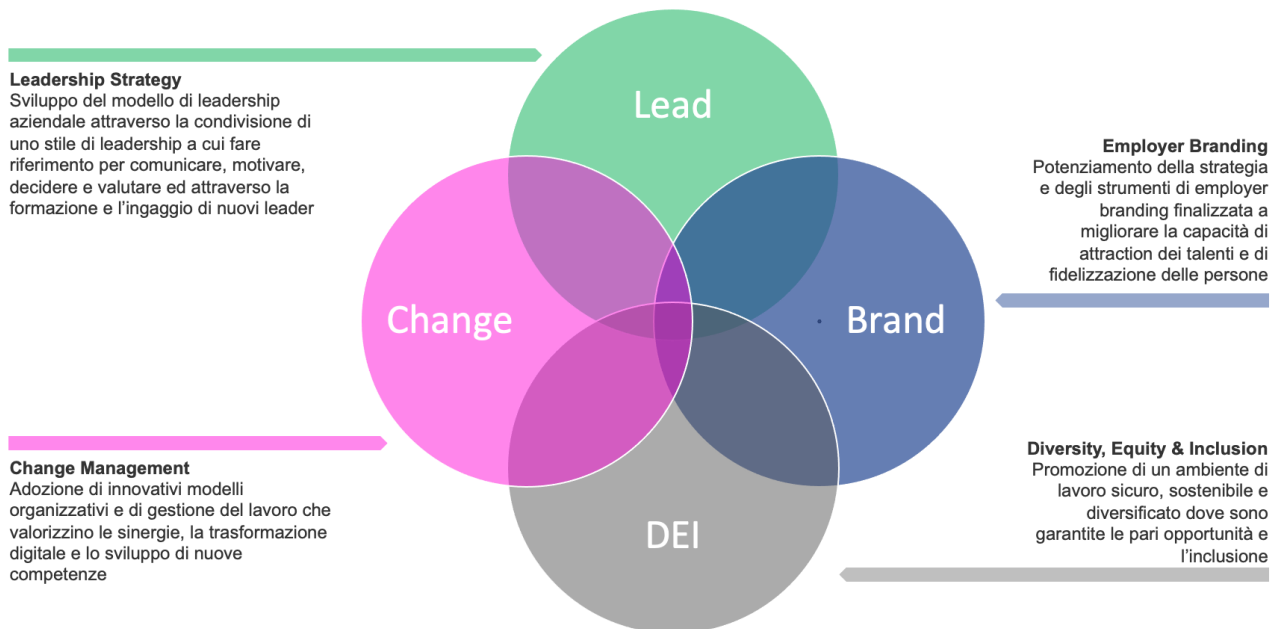 Lead
Leadership Strategy
Sviluppo del modello di leadership
aziendale attraverso la condivisione di
uno stile di leadership a cui fare
riferimento per comunicare, motivare,
decidere e valutare ed attraverso la
formazione e l’ingaggio di nuovi leader
Employer Branding
Potenziamento della strategia
e degli strumenti di employer
branding finalizzata a
migliorare la capacità di
attraction dei talenti e di
fidelizzazione delle persone
Change
Brand
Change Management
Adozione di innovativi modelli
organizzativi e di gestione del lavoro che
valorizzino le sinergie, la trasformazione
digitale e lo sviluppo di nuove
competenze
DEI
Diversity, Equity & Inclusion
Promozione di un ambiente di
lavoro sicuro, sostenibile e
diversificato dove sono
garantite le pari opportunità e
l’inclusione